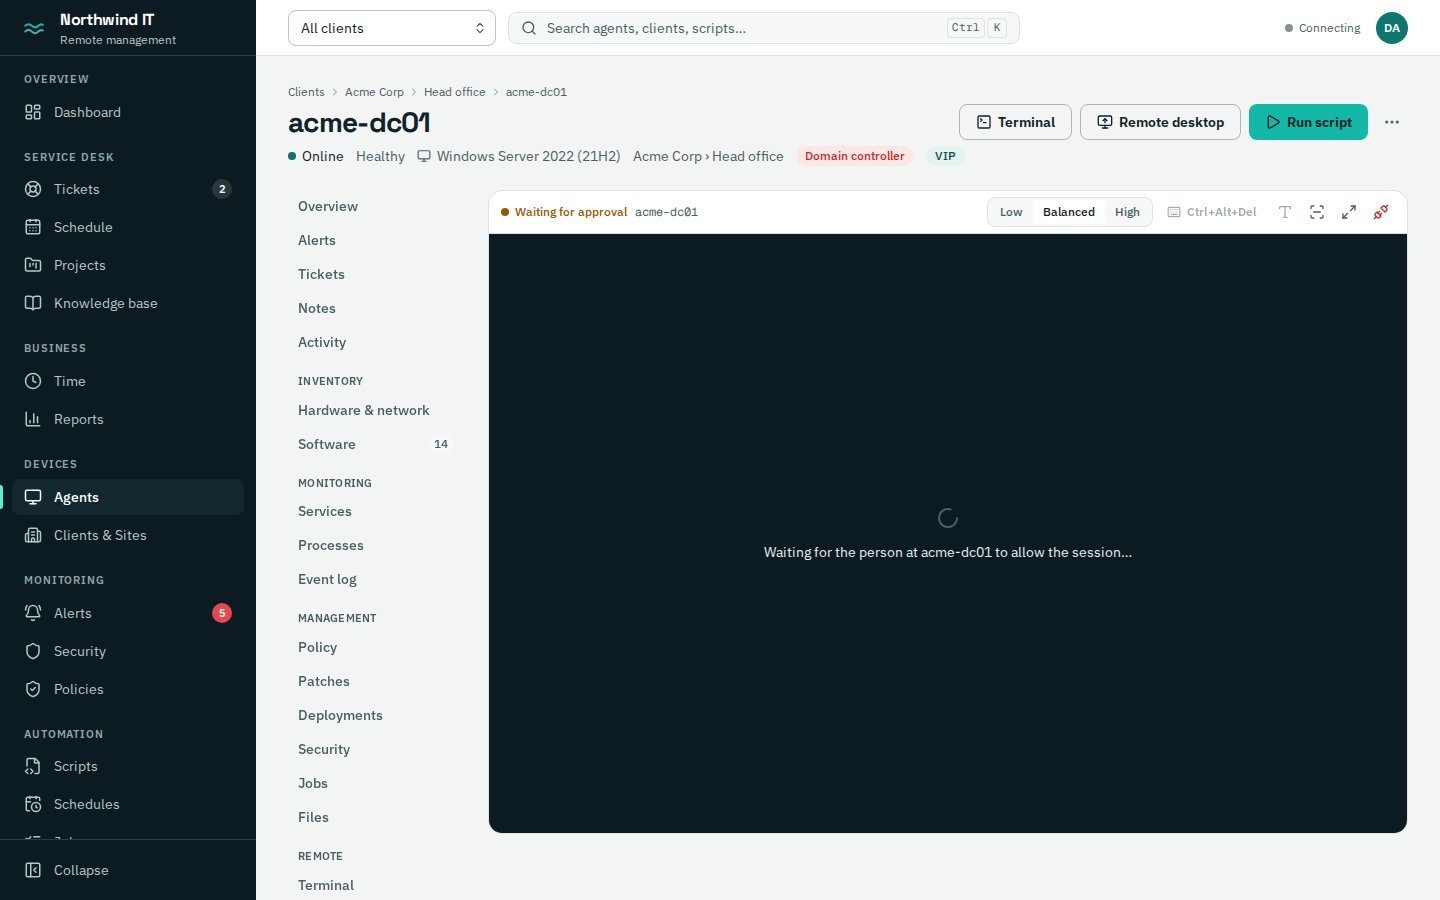 Northwind IT
Remote management
OVERVIEW
Dashboard
SERVICE DESK
Tickets 2
Schedule
Projects
Knowledge base
BUSINESS
Time
Reports
DEVICES
Agents
Clients & Sites
MONITORING
Alerts 5
Security
Policies
AUTOMATION
Scripts
Schedules
Collapse
All clients
Search agents, clients, scripts...
Ctrl K
Connecting
DA
Clients > Acme Corp > Head office > acme-dc01
acme-dc01
Terminal
Remote desktop
Run script
Online Healthy Windows Server 2022 (21H2) Acme Corp › Head office Domain controller VIP
Overview
Alerts
Tickets
Notes
Activity
INVENTORY
Hardware & network
Software 14
MONITORING
Services
Processes
Event log
MANAGEMENT
Policy
Patches
Deployments
Security
Jobs
Files
REMOTE
Terminal
Waiting for approval acme-dc01
Low Balanced High
Ctrl+Alt+Del
Waiting for the person at acme-dc01 to allow the session...